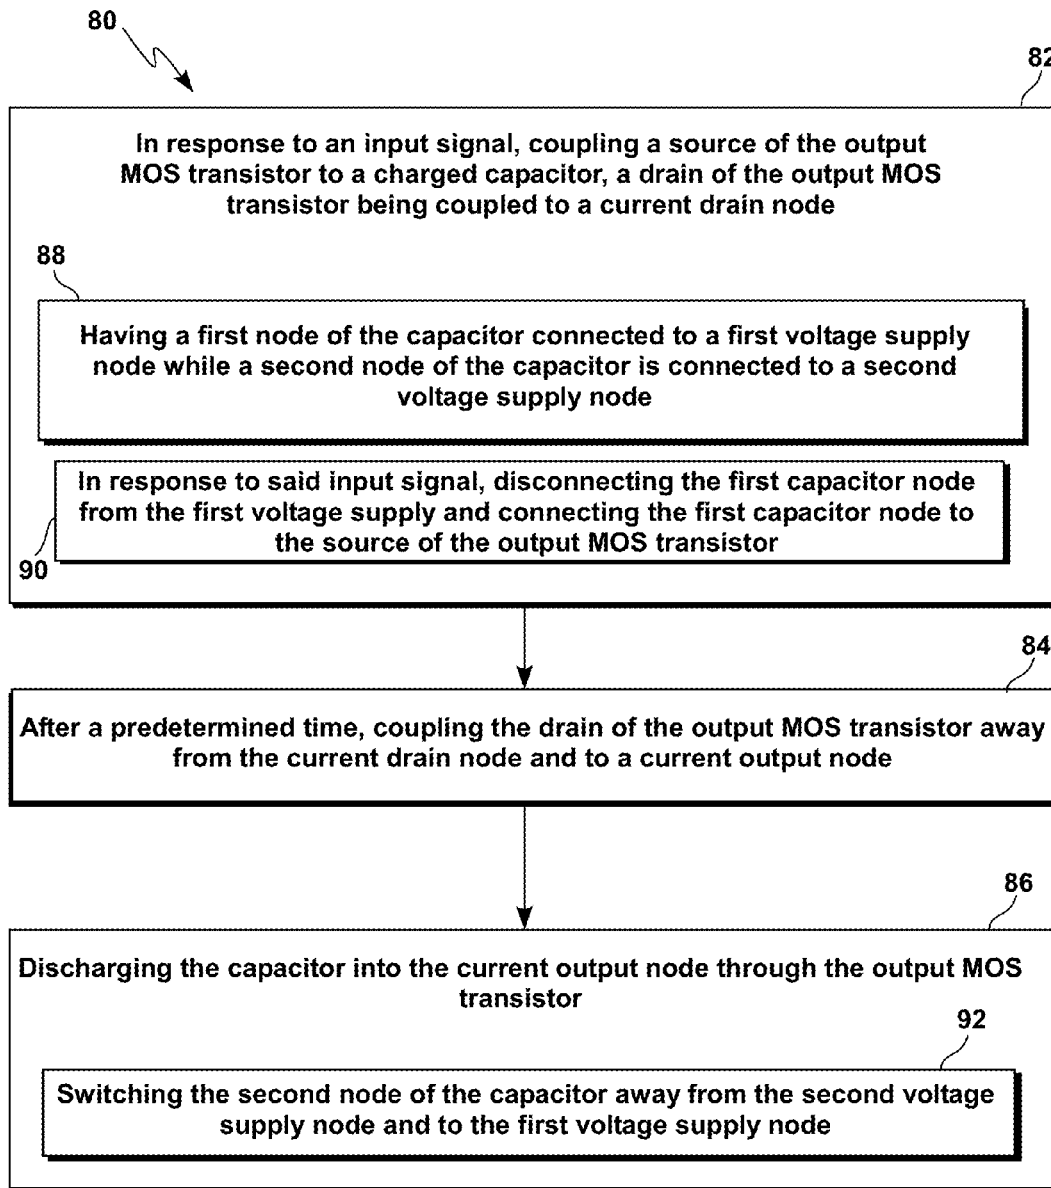 80
82
In response to an input signal, coupling a source of the output
MOS transistor to a charged capacitor, a drain of the output MOS
transistor being coupled to a current drain node
88
Having a first node of the capacitor connected to a first voltage supply
node while a second node of the capacitor is connected to a second
voltage supply node
In response to said input signal, disconnecting the first capacitor node
from the first voltage supply and connecting the first capacitor node to
the source of the output MOS transistor
90
84
After a predetermined time, coupling the drain of the output MOS transistor away
from the current drain node and to a current output node
86
Discharging the capacitor into the current output node through the output MOS
transistor
92
Switching the second node of the capacitor away from the second voltage
supply node and to the first voltage supply node